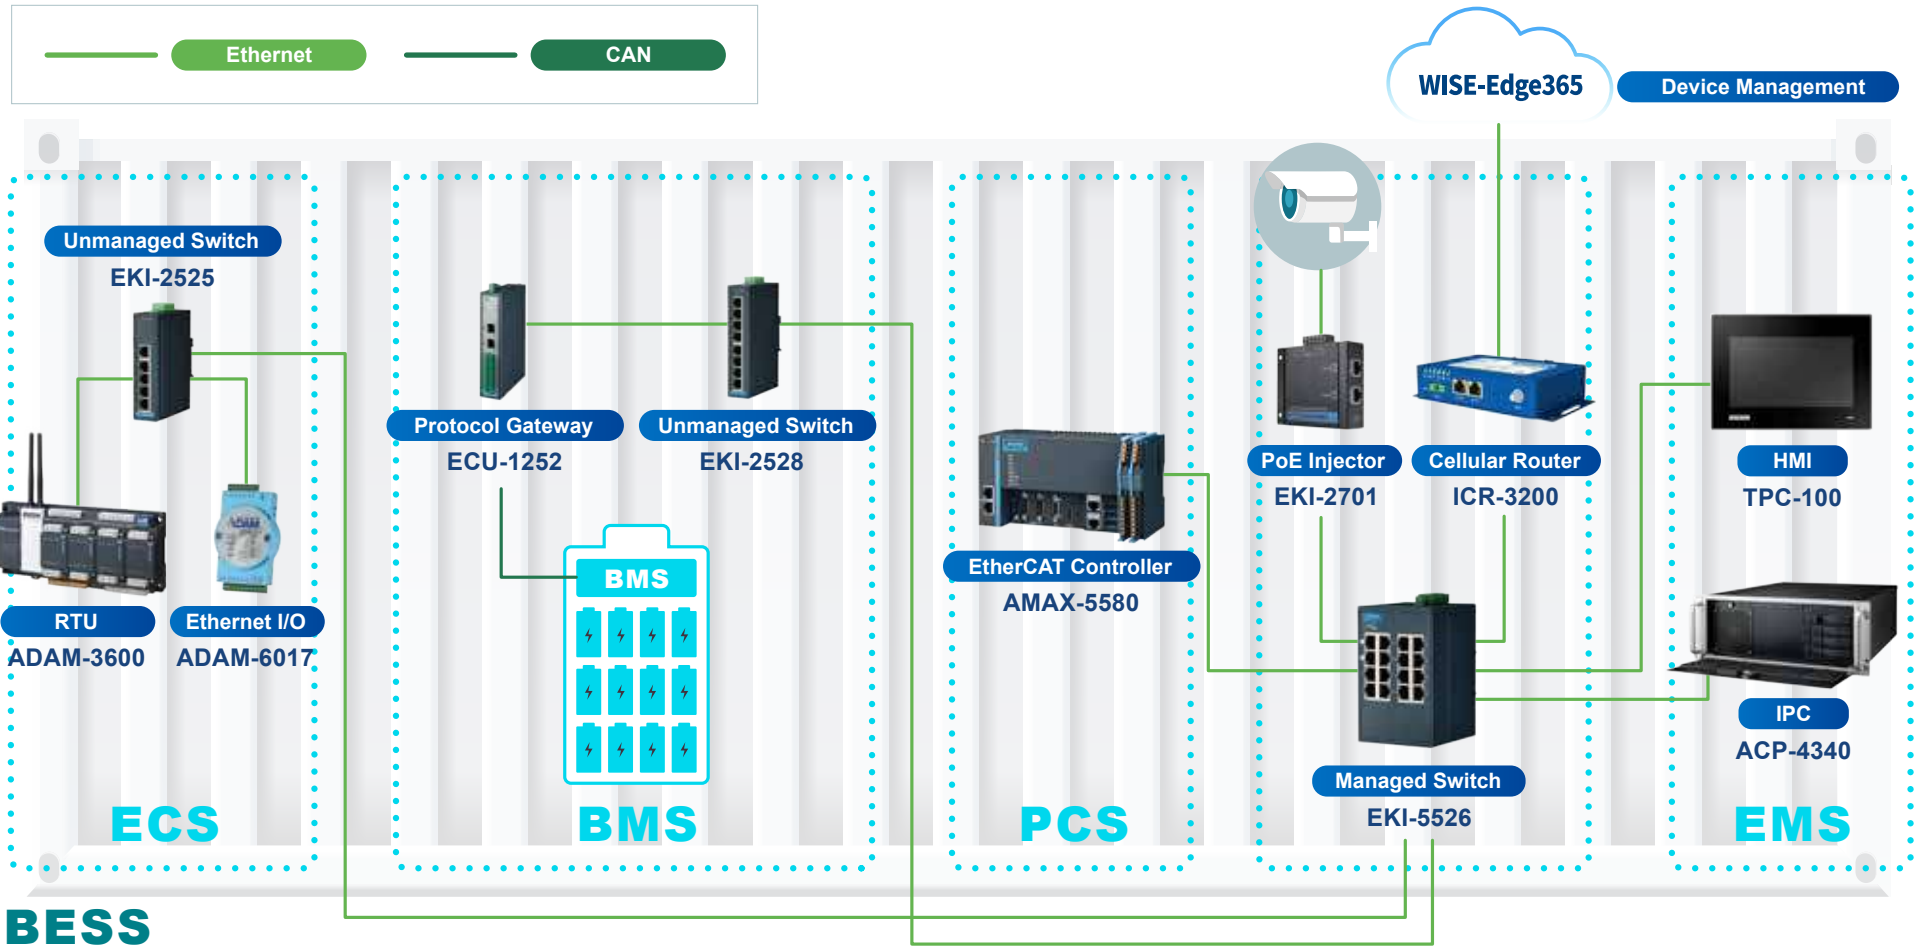 Ethernet
CAN
WISE-Edge365
Device Management
Unmanaged Switch
EKI-2525
RTU
ADAM-3600
Ethernet I/O
ADAM-6017
ADAM
ECS
Protocol Gateway
ECU-1252
Unmanaged Switch
EKI-2528
BMS
BMS
EtherCAT Controller
AMAX-5580
PCS
PoE Injector
EKI-2701
Cellular Router
ICR-3200
Managed Switch
EKI-5526
HMI
TPC-100
IPC
ACP-4340
EMS
BESS